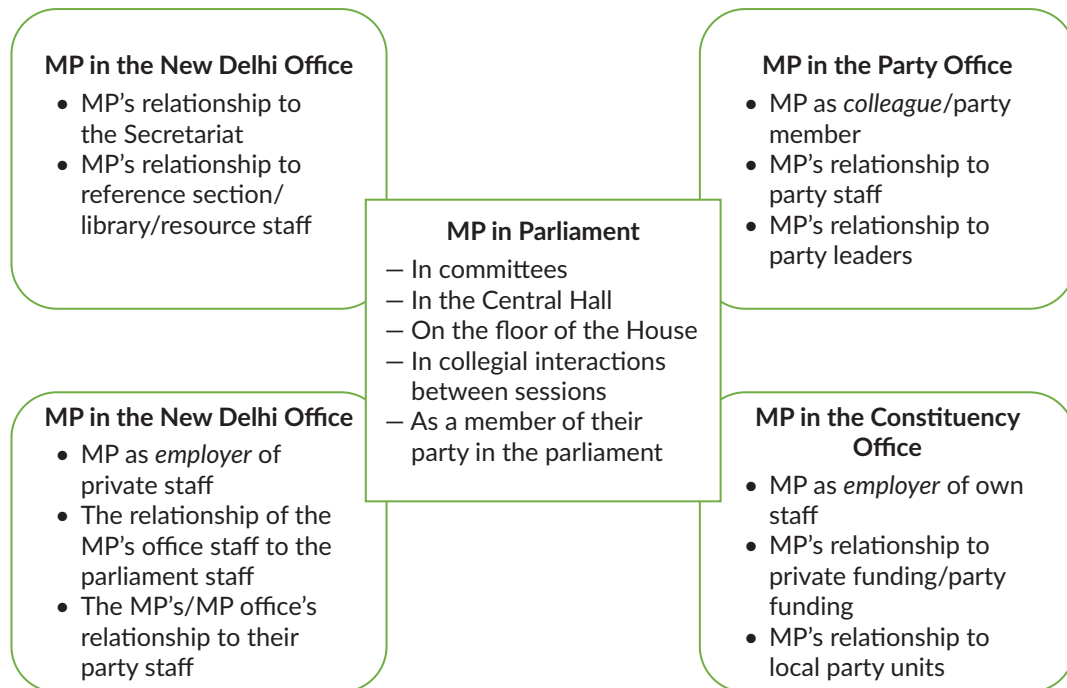 MP in the New Delhi Office
• MP’s relationship to
the Secretariat
• MP’s relationship to
reference section/
library/resource staff
MP in the Party Office
• MP as colleague/party
member
• MP’s relationship to
party staff
• MP’s relationship to
party leaders
MP in Parliament
— In committees
— In the Central Hall
— On the floor of the House
— In collegial interactions
between sessions
— As a member of their
party in the parliament
MP in the New Delhi Office
• MP as employer of
private staff
• The relationship of the
MP’s office staff to the
parliament staff
• The MP’s/MP office’s
relationship to their
party staff
MP in the Constituency
Office
• MP as employer of own
staff
• MP’s relationship to
private funding/party
funding
• MP’s relationship to
local party units